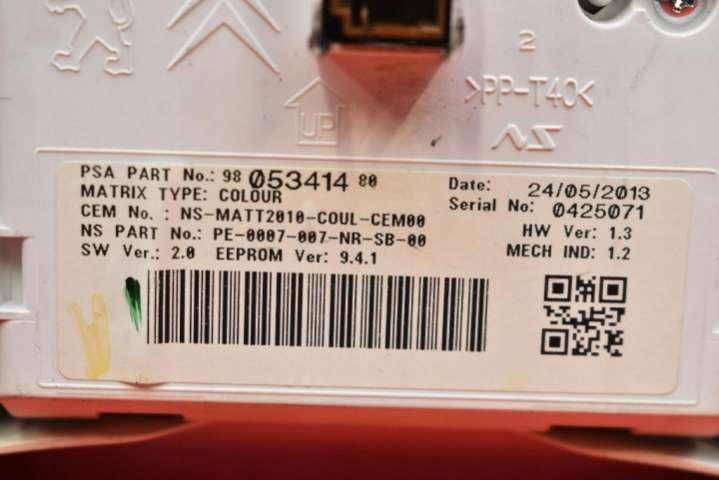 2
>PP-T40<
UP
NS
PSA PART No.: 98 053414 80
MATRIX TYPE: COLOUR
CEM No. : NS-MATT2010-COUL-CEM00
NS PART No.: PE-0007-007-NR-SB-00
SW Ver.: 2.0 EEPROM Ver: 9.4.1
Date: 24/05/2013
Serial No: 0425071
HW Ver: 1.3
MECH IND: 1.2